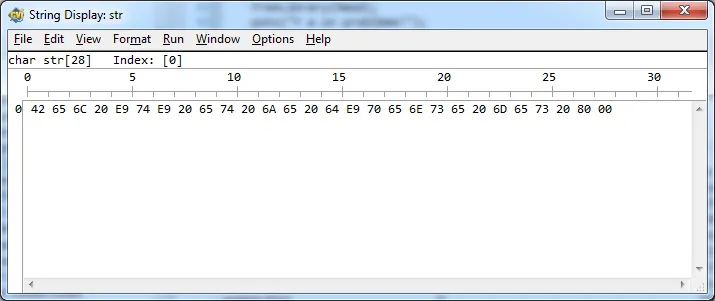 String Display: str
File Edit View Format Run Window Options Help
char str[28] Index: [0]
0 5 10 15 20 25 30
0 42 65 6C 20 E9 74 E9 20 65 74 20 6A 65 20 64 E9 70 65 6E 73 65 20 6D 65 73 20 80 00